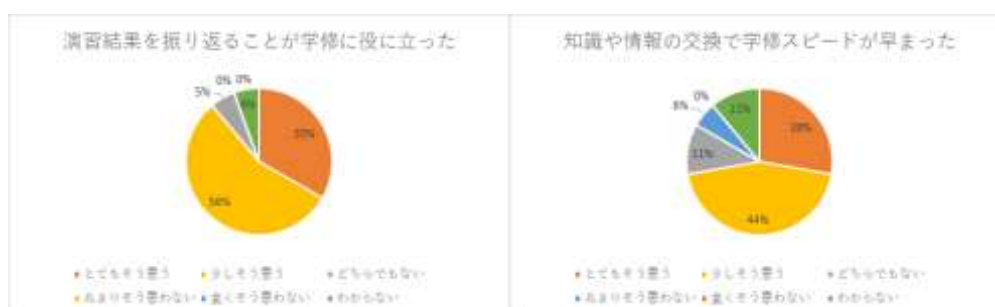 演習結果を振り返ることが学修に役に立った
0% 0%
5%
6%
33%
56%
とてもそう思う 少しそう思う どちらでもない
あまりそう思わない 全くそう思わない わからない
知識や情報の交換で学修スピードが早まった
0%
11%
28%
11%
44%
とてもそう思う 少しそう思う どちらでもない
あまりそう思わない 全くそう思わない わからない